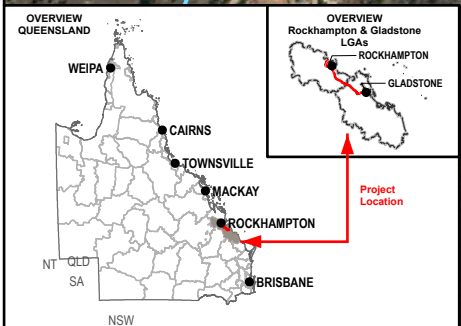 OVERVIEW
QUEENSLAND
WEIPA
CAIRNS
TOWNSVILLE
MACKAY
ROCKHAMPTON
BRISBANE
NT
QLD
SA
NSW
OVERVIEW
Rockhampton & Gladstone
LGAs
ROCKHAMPTON
GLADSTONE
Project
Location